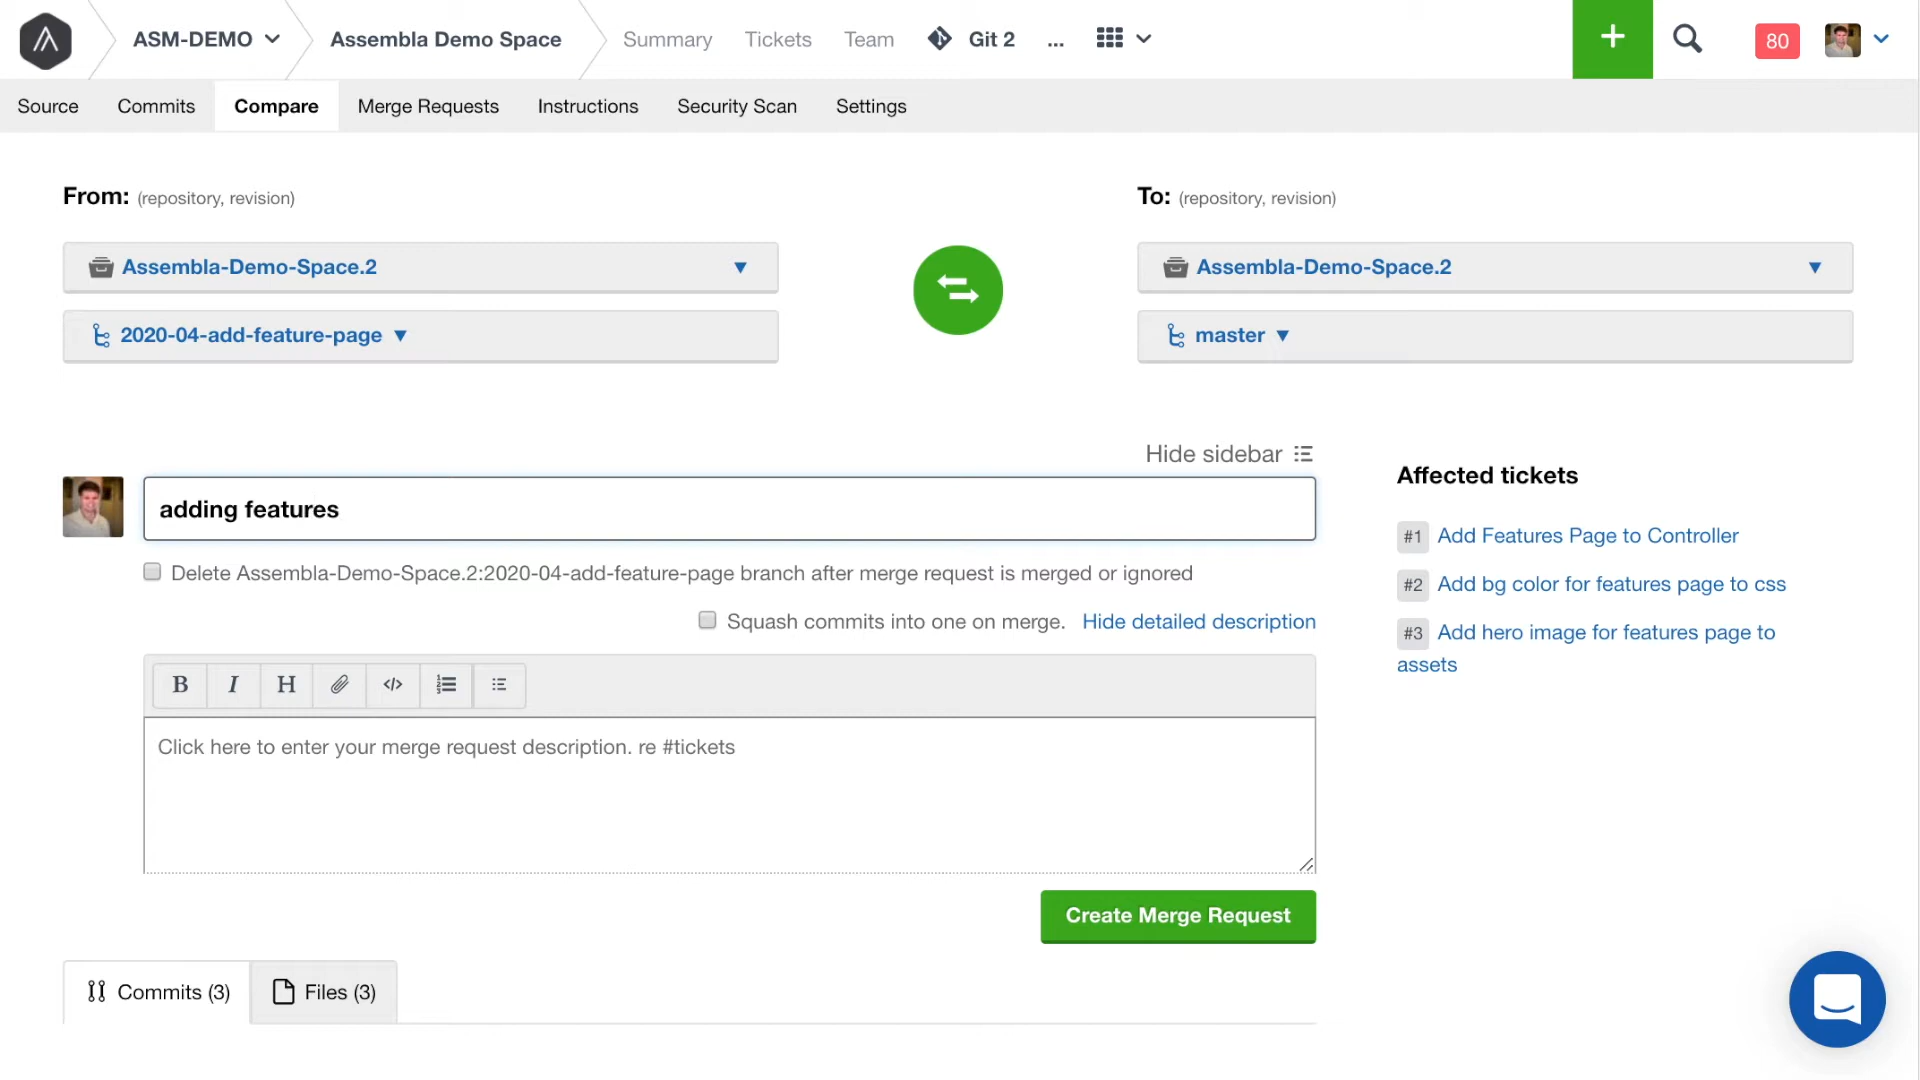 ASM-DEMO
Assembla Demo Space
Summary
Tickets
Team
Git 2
...
+
80
Source
Commits
Compare
Merge Requests
Instructions
Security Scan
Settings
From: (repository, revision)
To: (repository, revision)
Assembla-Demo-Space.2
Assembla-Demo-Space.2
2020-04-add-feature-page
master
Hide sidebar
adding features
Delete Assembla-Demo-Space.2:2020-04-add-feature-page branch after merge request is merged or ignored
Squash commits into one on merge. Hide detailed description
B I H </>
Click here to enter your merge request description. re #tickets
Create Merge Request
Affected tickets
#1 Add Features Page to Controller
#2 Add bg color for features page to css
#3 Add hero image for features page to
assets
Commits (3)
Files (3)